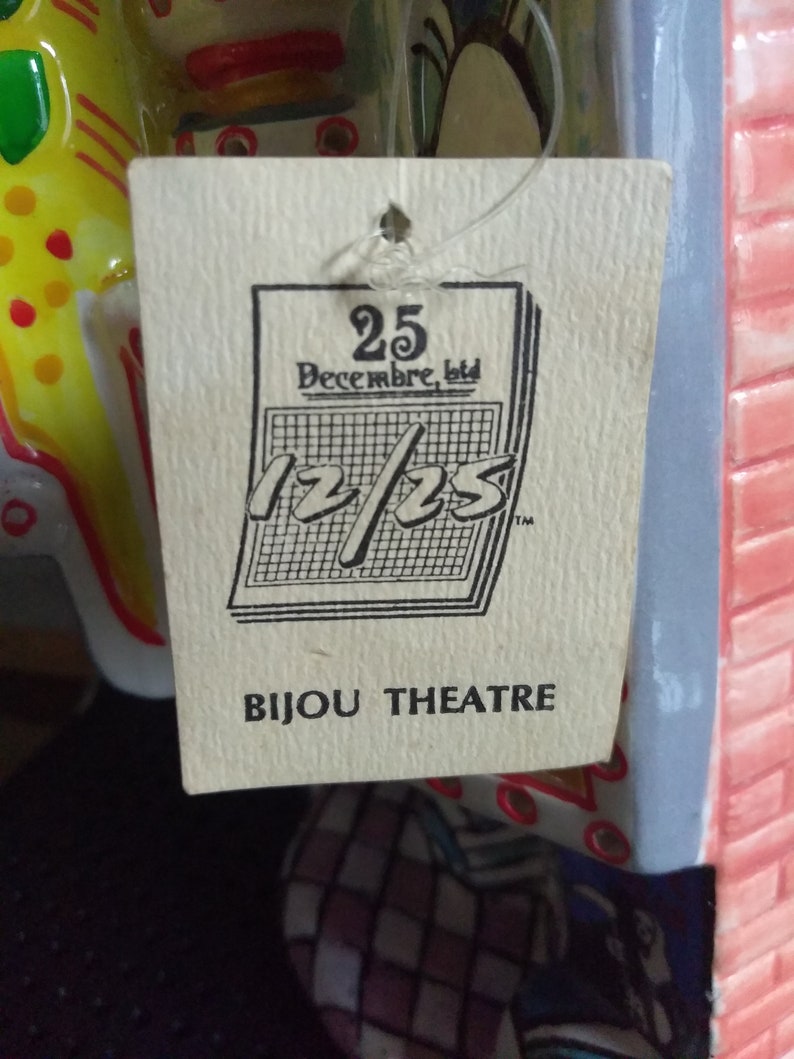 25
Decembre, Ltd
12/25
TM
BIJOU THEATRE